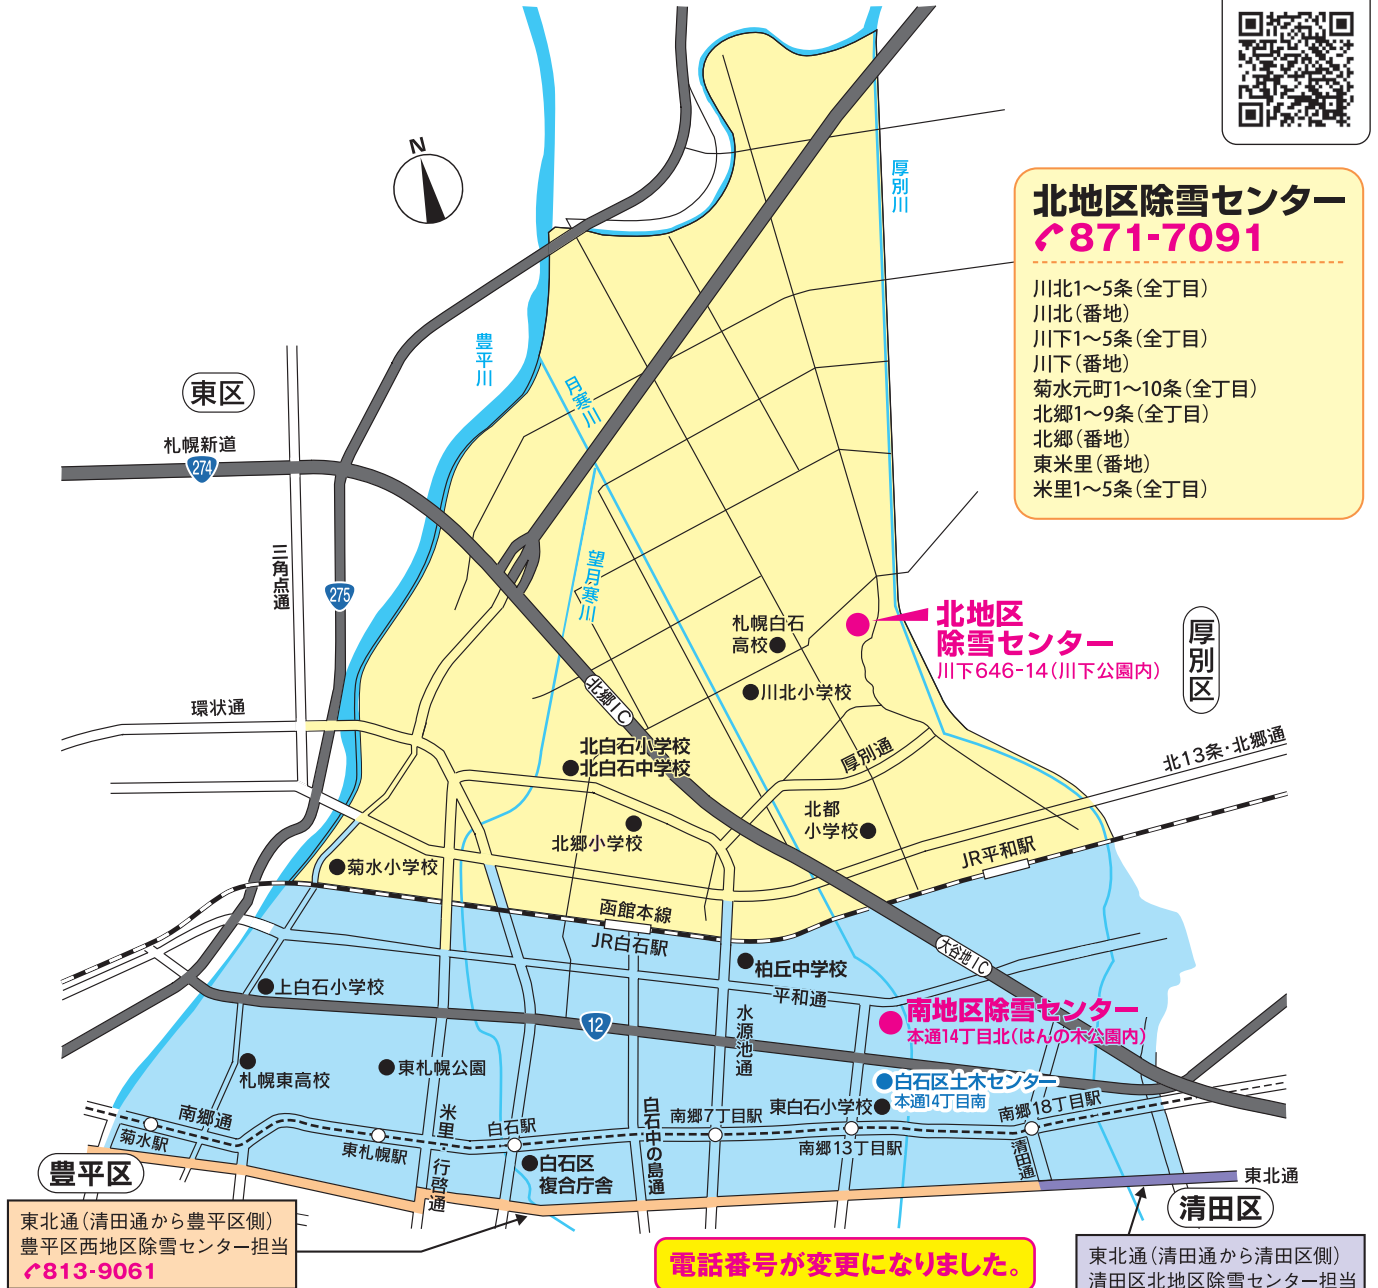 N
厚別川
北地区除雪センター
871-7091
川北1〜5条(全丁目)
川北(番地)
川下1〜5条(全丁目)
川下(番地)
菊水元町1〜10条(全丁目)
北郷1〜9条(全丁目)
北郷(番地)
東米里(番地)
米里1〜5条(全丁目)
豊平川
月寒川
東区
札幌新道
274
三角点通
275
望月寒川
札幌白石
高校
北地区
除雪センター
川下646-14(川下公園内)
厚別区
川北小学校
環状通
北郷IC
北白石小学校
北白石中学校
厚別通
北13条・北郷通
北都
小学校
北郷小学校
JR平和駅
菊水小学校
函館本線
JR白石駅
大谷地IC
柏丘中学校
上白石小学校
平和通
南地区除雪センター
本通14丁目北(はんの木公園内)
12
水源池通
札幌東高校
東札幌公園
白石区土木センター
本通14丁目南
東白石小学校
南郷通
菊水駅
東札幌駅
米里
行啓通
白石駅
白石中の島通
南郷7丁目駅
南郷13丁目駅
南郷18丁目駅
清田通
白石区
複合庁舎
東北通
豊平区
清田区
東北通(清田通から豊平区側)
豊平区西地区除雪センター担当
813-9061
電話番号が変更になりました。
東北通(清田通から清田区側)
清田区北地区除雪センター担当